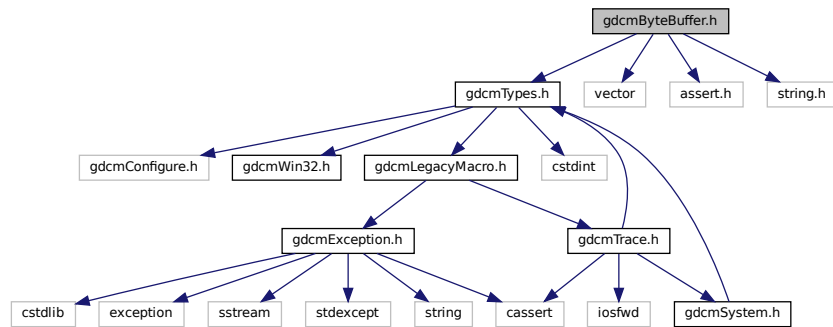 gdcmByteBuffer.h
gdcmTypes.h
vector
assert.h
string.h
gdcmConfigure.h
gdcmWin32.h
gdcmLegacyMacro.h
cstdint
gdcmException.h
gdcmTrace.h
cstdlib
exception
sstream
stdexcept
string
cassert
iosfwd
gdcmSystem.h